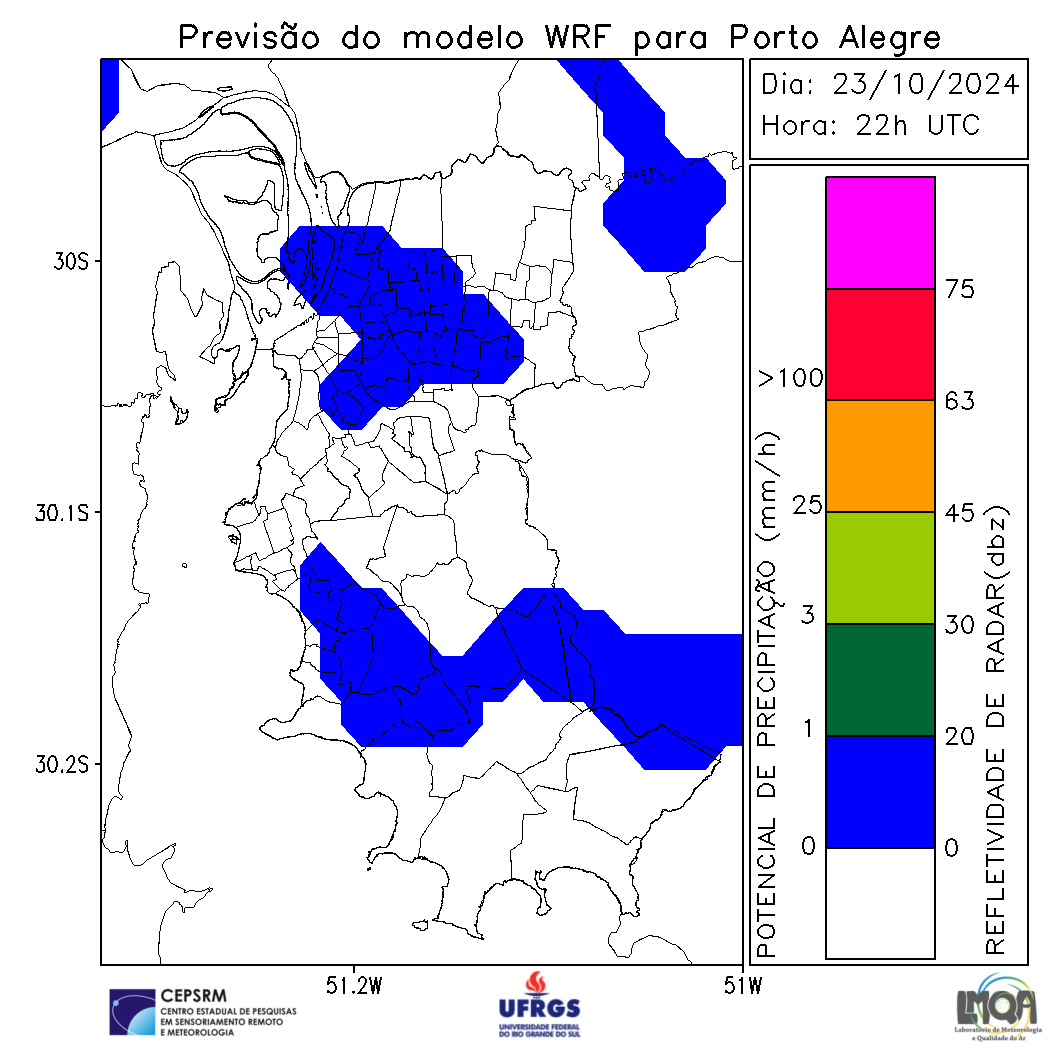 Previsão do modelo WRF para Porto Alegre
Dia: 23/10/2024
Hora: 22h UTC
30S
30.1S
30.2S
51.2W
51W
POTENCIAL DE PRECIPITAÇÃO (mm/h)
>100
25
3
1
0
75
63
45
30
20
0
REFLETIVIDADE DE RADAR(dbz)
CEPSRM
CENTRO ESTADUAL DE PESQUISAS
EM SENSORIAMENTO REMOTO
E METEOROLOGIA
UFRGS
UNIVERSIDADE FEDERAL
DO RIO GRANDE DO SUL
LMQA
Laboratório de Meteorologia
e Qualidade do Ar